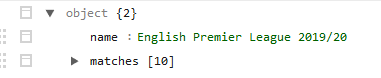 object {2}
name : English Premier League 2019/20
matches [10]